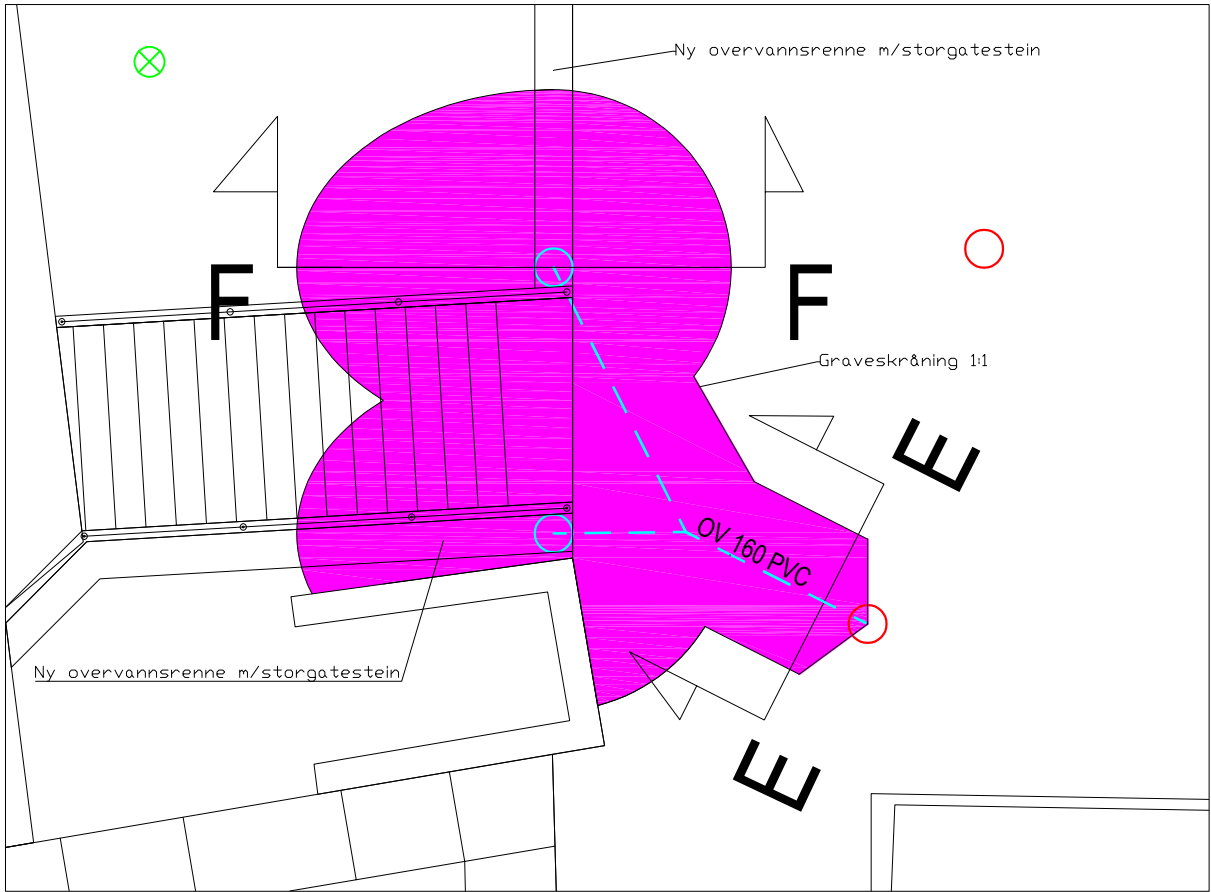 Ny overvannsrenne m/storgatestein
F
F
Graveskråning 1:1
E
OV 160 PVC
Ny overvannsrenne m/storgatestein
E